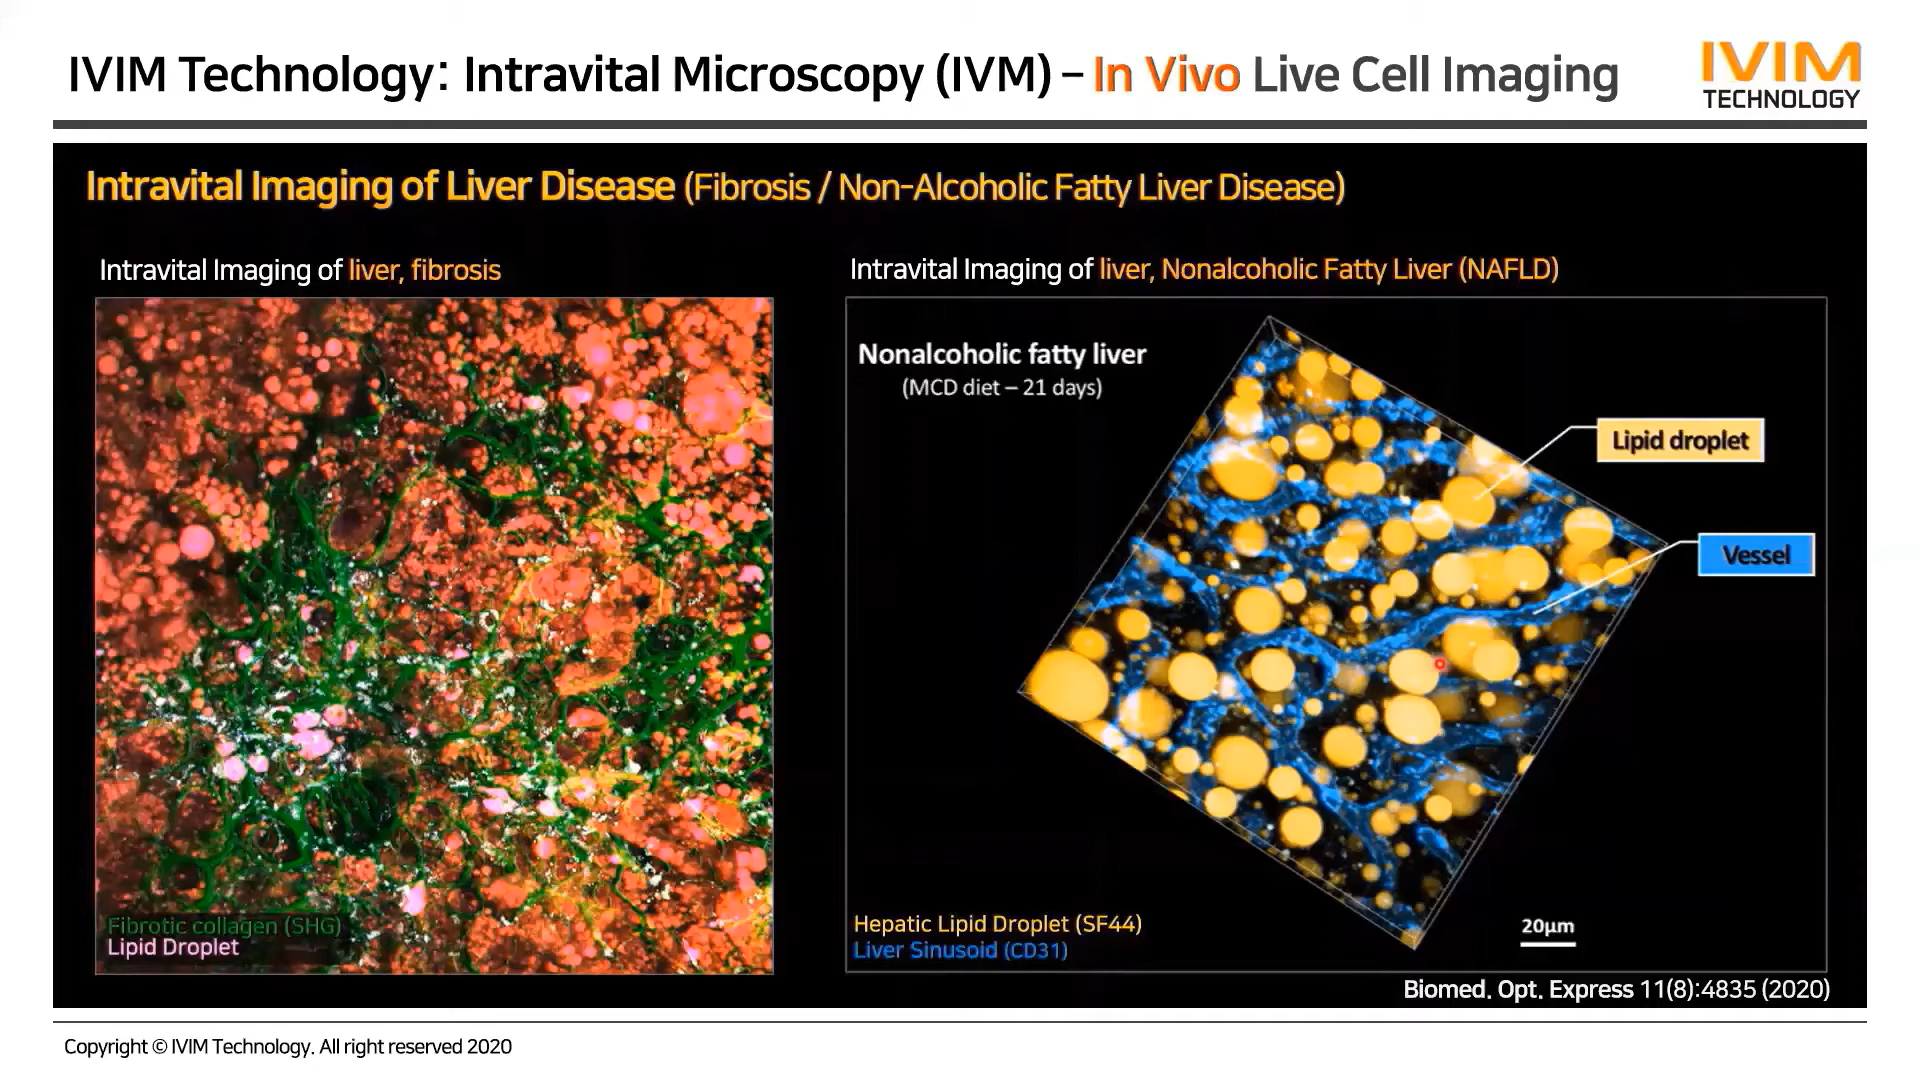 IVIM Technology: Intravital Microscopy (IVM) – In Vivo Live Cell Imaging
IVIM
TECHNOLOGY
Intravital Imaging of Liver Disease (Fibrosis / Non-Alcoholic Fatty Liver Disease)
Intravital Imaging of liver, fibrosis
Fibrotic collagen (SHG)
Lipid Droplet
Intravital Imaging of liver, Nonalcoholic Fatty Liver (NAFLD)
Nonalcoholic fatty liver
(MCD diet – 21 days)
Lipid droplet
Vessel
Hepatic Lipid Droplet (SF44)
Liver Sinusoid (CD31)
20µm
Biomed. Opt. Express 11(8):4835 (2020)
Copyright © IVIM Technology. All right reserved 2020